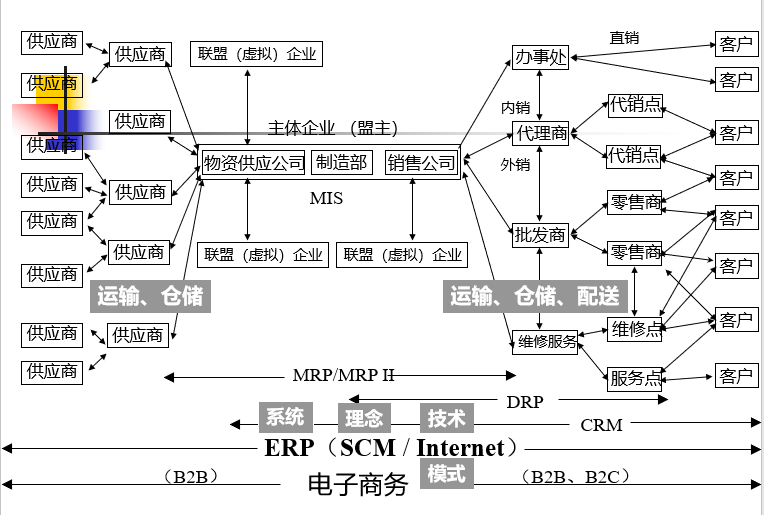 供应商
供应商
供应商
供应商
供应商
供应商
供应商
供应商
供应商
供应商
供应商
供应商
供应商
联盟（虚拟）企业
主体企业 （盟主）
物资供应公司
制造部
销售公司
MIS
联盟（虚拟）企业
联盟（虚拟）企业
办事处
直销
内销
代理商
外销
批发商
维修服务
代销点
代销点
零售商
零售商
维修点
服务点
客户
客户
客户
客户
客户
客户
客户
客户
运输、仓储
运输、仓储、配送
MRP/MRP II
DRP
系统
理念
技术
CRM
ERP（SCM / Internet）
（B2B）
电子商务
模式
（B2B、B2C）